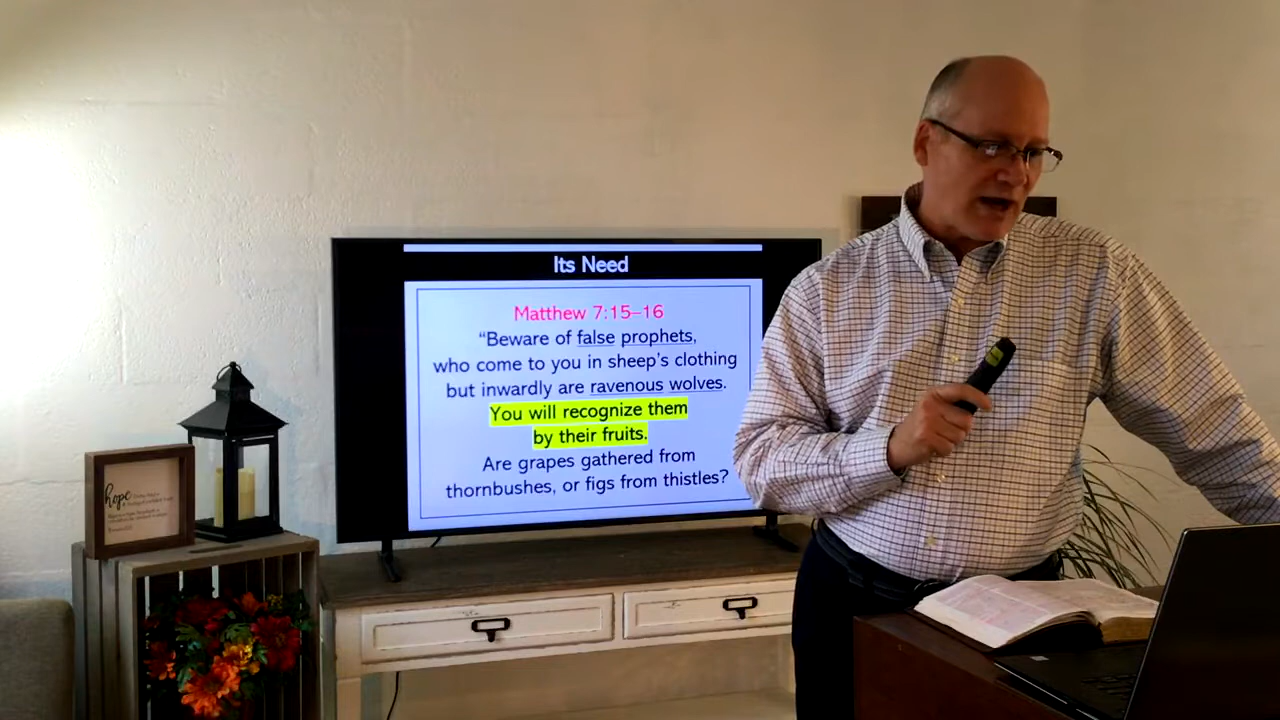 Its Need
Matthew 7:15–16
“Beware of false prophets,
who come to you in sheep’s clothing
but inwardly are ravenous wolves.
You will recognize them
by their fruits.
Are grapes gathered from
thornbushes, or figs from thistles?
hope